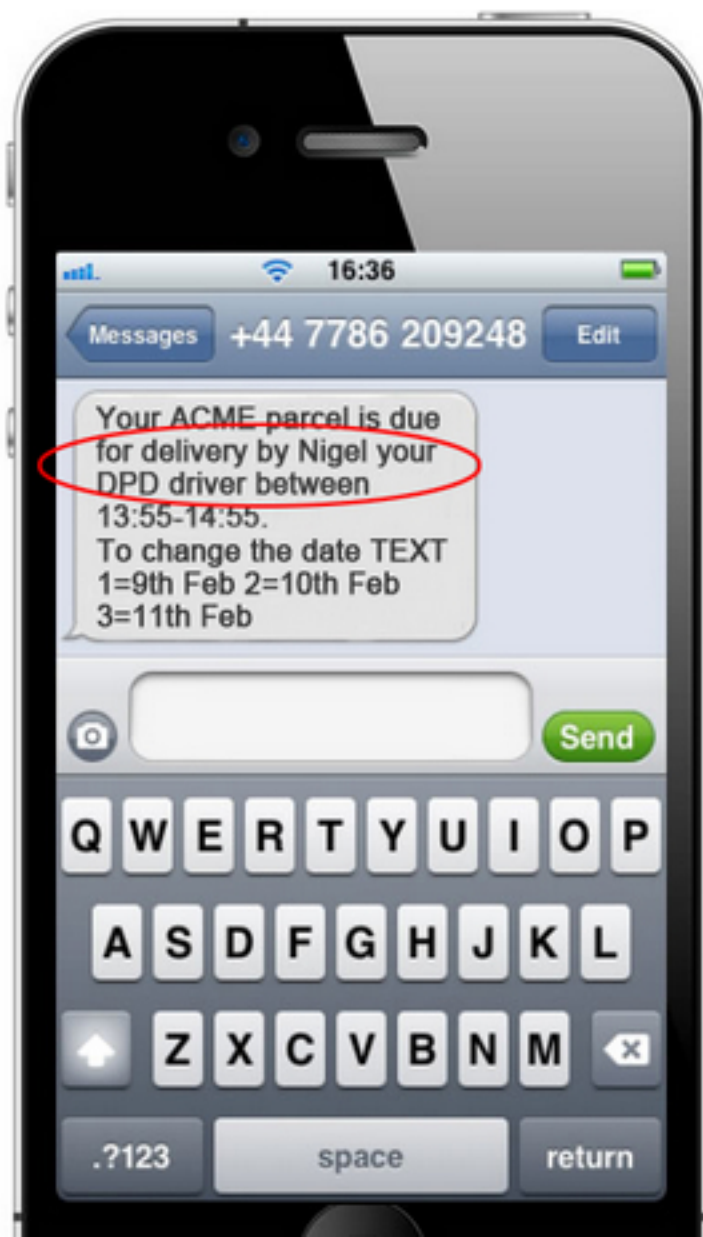 16:36
Messages +44 7786 209248 Edit
Your ACME parcel is due
for delivery by Nigel your
DPD driver between
13:55-14:55.
To change the date TEXT
1=9th Feb 2=10th Feb
3=11th Feb
Send
Q W E R T Y U I O P
A S D F G H J K L
Z X C V B N M
.?123 space return